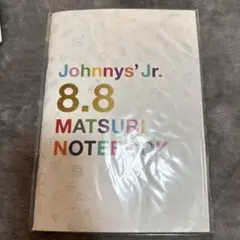 Johnnys' Jr.
8.8
MATSURI
NOTEBOOK